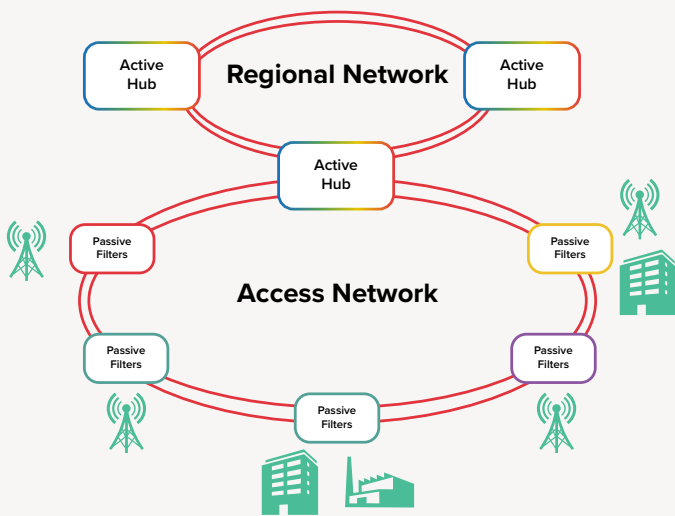 Active
Hub
Regional Network
Active
Hub
Active
Hub
Passive
Filters
Passive
Filters
Access Network
Passive
Filters
Passive
Filters
Passive
Filters